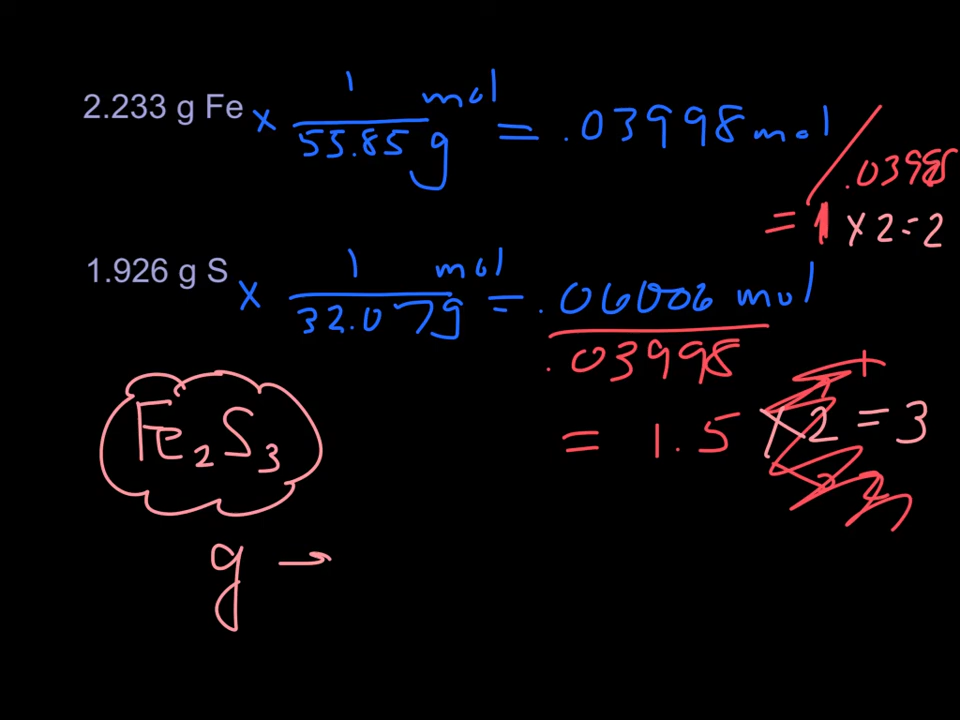 2.233 g Fe × 1 mol / 55.85 g = .03998 mol / .03998
= 1 × 2 = 2
1.926 g S × 1 mol / 32.07 g = .06006 mol
.03998
= 1.5 × 2 = 3
Fe₂S₃
g →